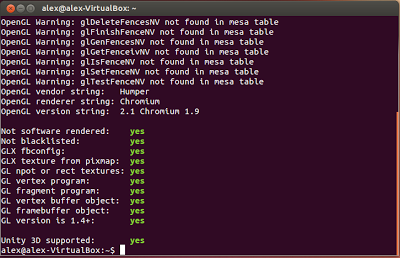 alex@alex-VirtualBox: ~
OpenGL Warning: glDeleteFencesNV not found in mesa table
OpenGL Warning: glFinishFenceNV not found in mesa table
OpenGL Warning: glGenFencesNV not found in mesa table
OpenGL Warning: glGetFenceivNV not found in mesa table
OpenGL Warning: glIsFenceNV not found in mesa table
OpenGL Warning: glSetFenceNV not found in mesa table
OpenGL Warning: glTestFenceNV not found in mesa table
OpenGL vendor string:   Humper
OpenGL renderer string: Chromium
OpenGL version string:  2.1 Chromium 1.9
Not software rendered:    yes
Not blacklisted:          yes
GLX fbconfig:             yes
GLX texture from pixmap:  yes
GL npot or rect textures: yes
GL vertex program:        yes
GL fragment program:      yes
GL vertex buffer object:  yes
GL framebuffer object:    yes
GL version is 1.4+:       yes
Unity 3D supported:       yes
alex@alex-VirtualBox:~$